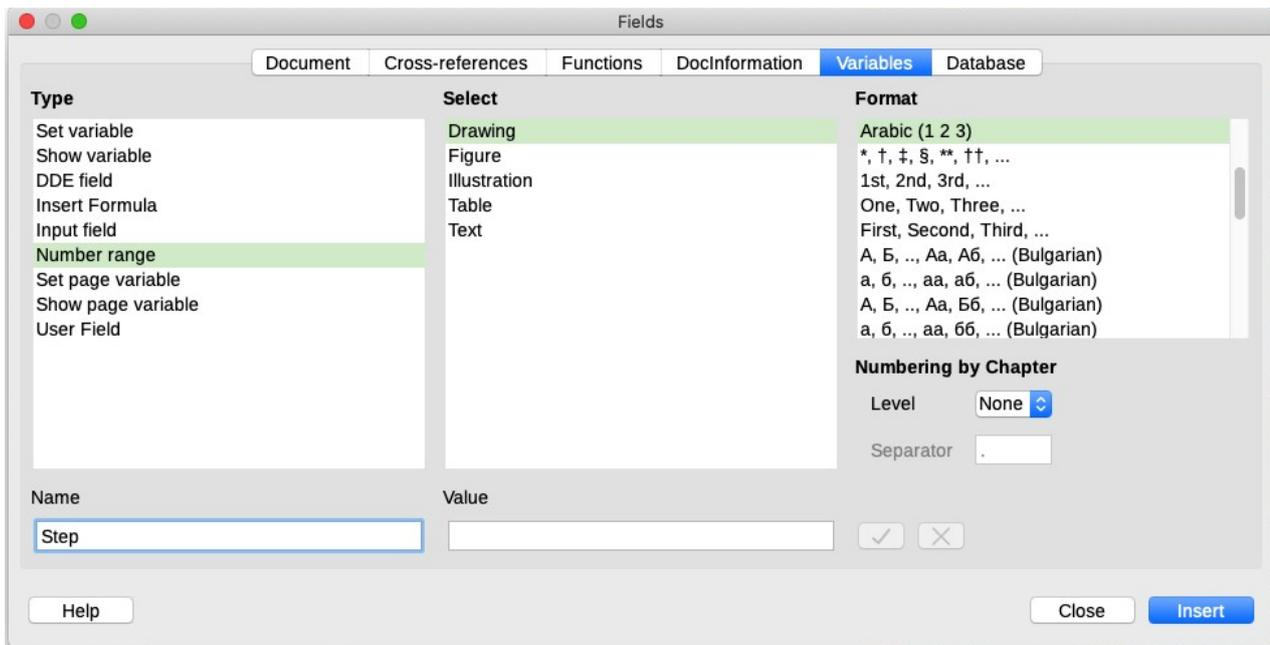 Fields
Document Cross-references Functions DocInformation Variables Database
Type
Set variable
Show variable
DDE field
Insert Formula
Input field
Number range
Set page variable
Show page variable
User Field
Select
Drawing
Figure
Illustration
Table
Text
Format
Arabic (1 2 3)
*, †, ‡, §, **, ††, ...
1st, 2nd, 3rd, ...
One, Two, Three, ...
First, Second, Third, ...
А, Б, .., Аа, Аб, ... (Bulgarian)
а, б, .., аа, аб, ... (Bulgarian)
А, Б, .., Аа, Бб, ... (Bulgarian)
а, б, .., аа, бб, ... (Bulgarian)
Numbering by Chapter
Level None
Separator .
Name
Step
Value
Help Close Insert